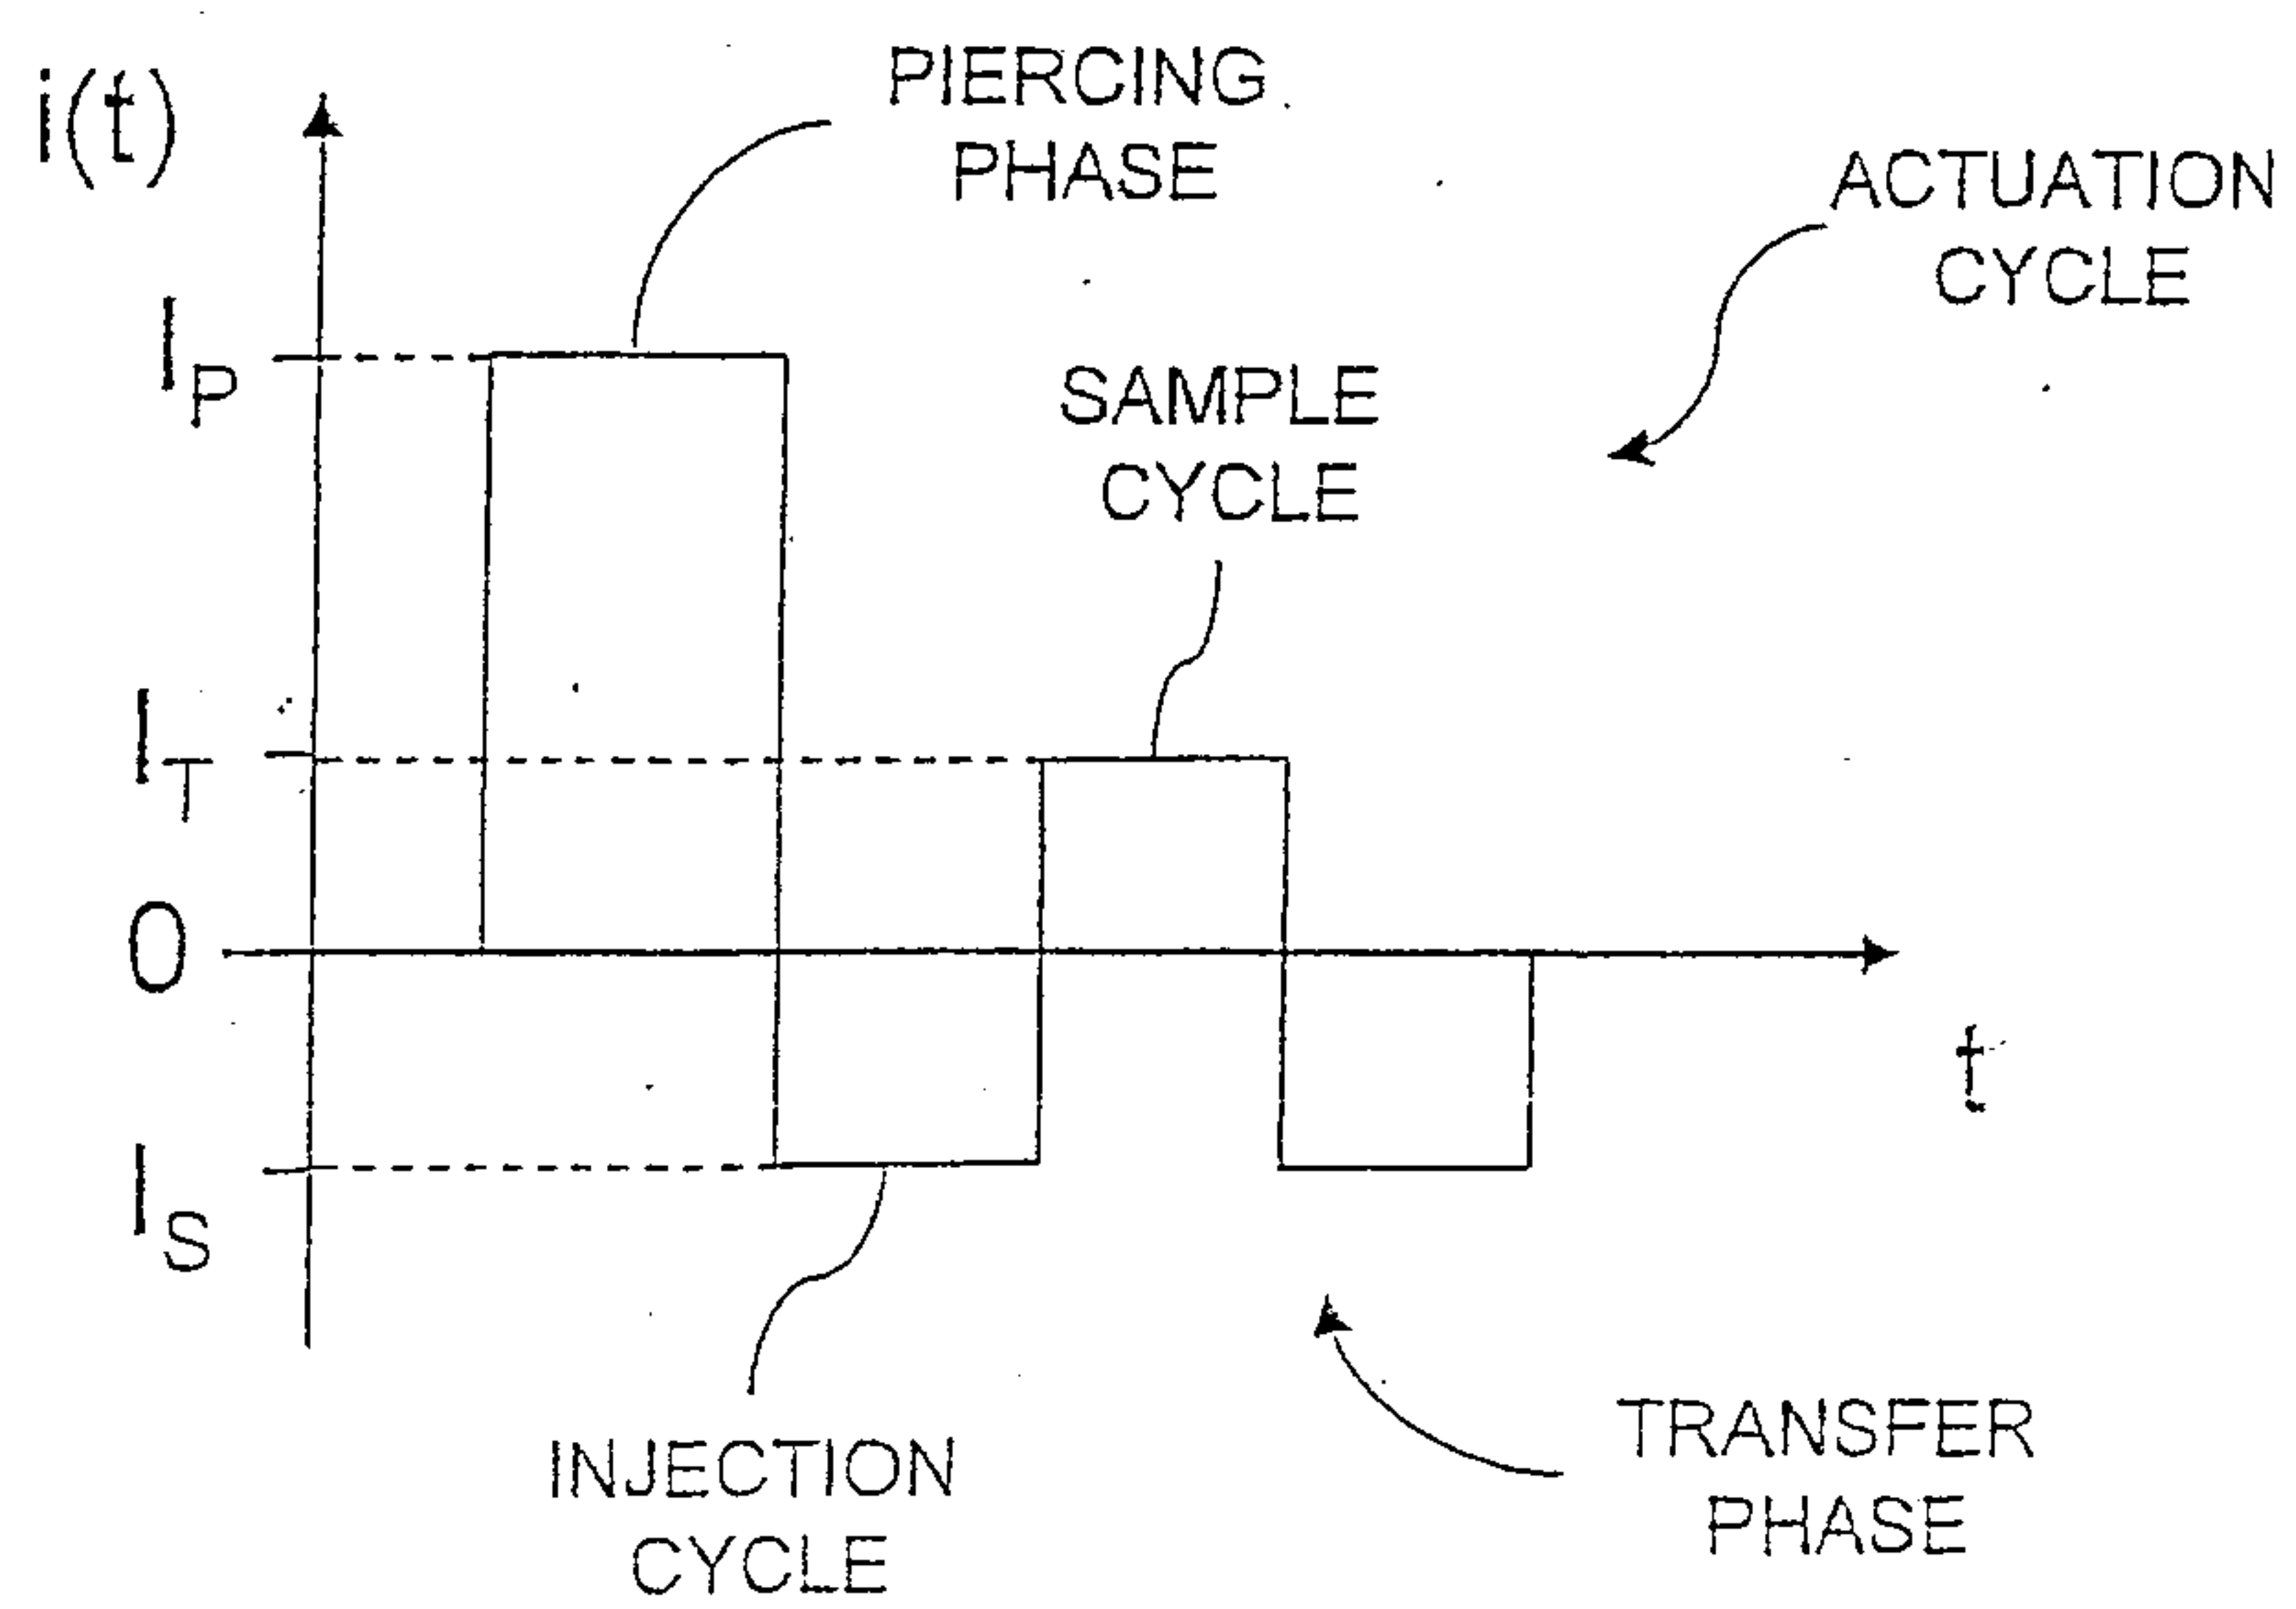 i(t)
PIERCING
PHASE
ACTUATION
CYCLE
I_P
SAMPLE
CYCLE
I_T
0
t
I_S
INJECTION
CYCLE
TRANSFER
PHASE